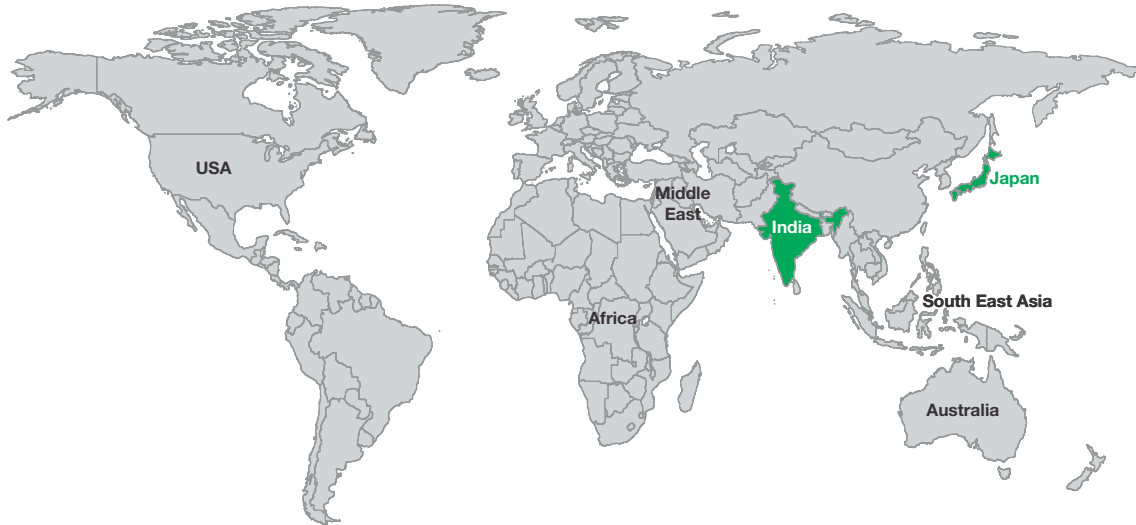 USA
Middle
East
Japan
India
South East Asia
Africa
Australia